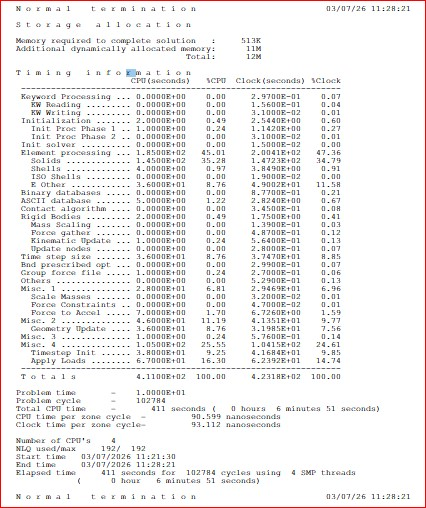 N o r m a l    t e r m i n a t i o n                    03/07/26 11:28:21
S t o r a g e   a l l o c a t i o n
Memory required to complete solution   :     513K
Additional dynamically allocated memory:      11M
Total:      12M
T i m i n g   i n f o r m a t i o n
CPU(seconds)   %CPU  Clock(seconds) %Clock
----------------------------------------------------------------
Keyword Processing ... 0.0000E+00    0.00     2.9700E-01    0.07
KW Reading ......... 0.0000E+00    0.00     1.5600E-01    0.04
KW Writing ......... 0.0000E+00    0.00     3.1000E-02    0.01
Initialization ....... 2.0000E+00    0.49     2.5440E+00    0.60
Init Proc Phase 1 .. 1.0000E+00    0.24     1.1420E+00    0.27
Init Proc Phase 2 .. 0.0000E+00    0.00     3.1000E-02    0.01
Init solver .......... 0.0000E+00    0.00     1.5000E-02    0.00
Element processing ... 1.8500E+02   45.01     2.0041E+02   47.36
Solids ............. 1.4500E+02   35.28     1.4723E+02   34.79
Shells ............. 4.0000E+00    0.97     3.8490E+00    0.91
ISO Shells ......... 0.0000E+00    0.00     1.9000E-02    0.00
E Other ............ 3.6000E+01    8.76     4.9002E+01   11.58
Binary databases ..... 0.0000E+00    0.00     8.7700E-01    0.21
ASCII database ....... 5.0000E+00    1.22     2.8240E+00    0.67
Contact algorithm .... 0.0000E+00    0.00     3.4500E-01    0.08
Rigid Bodies ......... 2.0000E+00    0.49     1.7500E+00    0.41
Mass Scaling ....... 0.0000E+00    0.00     1.3900E-01    0.03
Force gather ....... 0.0000E+00    0.00     4.8700E-01    0.12
Kinematic Update ... 1.0000E+00    0.24     5.6400E-01    0.13
Update nodes ....... 0.0000E+00    0.00     2.8000E-01    0.07
Time step size ....... 3.6000E+01    8.76     3.7470E+01    8.85
Bnd prescribed opt ... 0.0000E+00    0.00     2.9900E-01    0.07
Group force file ..... 1.0000E+00    0.24     2.7000E-01    0.06
Others ............... 0.0000E+00    0.00     5.2900E-01    0.13
Misc. 1 .............. 2.8000E+01    6.81     2.9469E+01    6.96
Scale Masses ....... 0.0000E+00    0.00     3.2000E-02    0.01
Force Constraints .. 0.0000E+00    0.00     4.7000E-02    0.01
Force to Accel ..... 7.0000E+00    1.70     6.7260E+00    1.59
Misc. 2 .............. 4.6000E+01   11.19     4.1351E+01    9.77
Geometry Update .... 3.6000E+01    8.76     3.1985E+01    7.56
Misc. 3 .............. 1.0000E+00    0.24     5.7600E-01    0.14
Misc. 4 .............. 1.0500E+02   25.55     1.0415E+02   24.61
Timestep Init ...... 3.8000E+01    9.25     4.1684E+01    9.85
Apply Loads ........ 6.7000E+01   16.30     6.2392E+01   14.74
----------------------------------------------------------------
T o t a l s            4.1100E+02  100.00     4.2318E+02  100.00
Problem time       =    1.0000E+01
Problem cycle      =    102784
Total CPU time     =       411 seconds (   0 hours  6 minutes 51 seconds)
CPU time per zone cycle  =         90.599 nanoseconds
Clock time per zone cycle=         93.112 nanoseconds
Number of CPU's    4
NLQ used/max      192/  192
Start time   03/07/2026 11:21:30
End time     03/07/2026 11:28:21
Elapsed time     411 seconds for  102784 cycles using  4 SMP threads
(      0 hour   6 minutes 51 seconds)
N o r m a l    t e r m i n a t i o n                    03/07/26 11:28:21